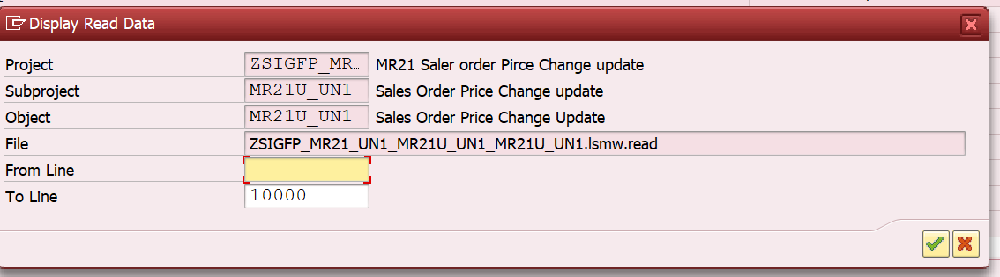 Display Read Data
Project ZSIGFP_MR… MR21 Saler order Pirce Change update
Subproject MR21U_UN1 Sales Order Price Change update
Object MR21U_UN1 Sales Order Price Change Update
File ZSIGFP_MR21_UN1_MR21U_UN1_MR21U_UN1.lsmw.read
From Line
To Line 10000